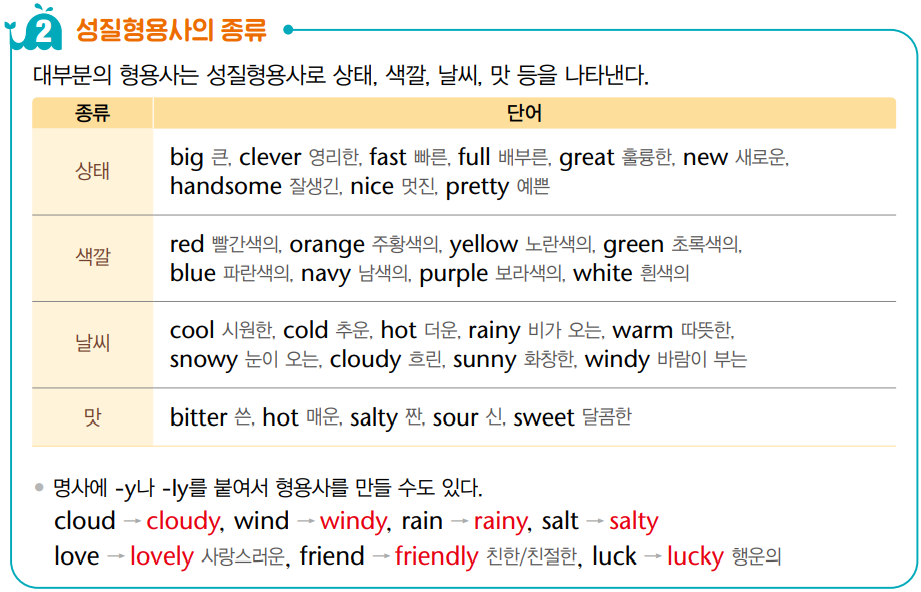 2 성질형용사의 종류
대부분의 형용사는 성질형용사로 상태, 색깔, 날씨, 맛 등을 나타낸다.
종류 단어
상태
big 큰, clever 영리한, fast 빠른, full 배부른, great 훌륭한, new 새로운,
handsome 잘생긴, nice 멋진, pretty 예쁜
색깔
red 빨간색의, orange 주황색의, yellow 노란색의, green 초록색의,
blue 파란색의, navy 남색의, purple 보라색의, white 흰색의
날씨
cool 시원한, cold 추운, hot 더운, rainy 비가 오는, warm 따뜻한,
snowy 눈이 오는, cloudy 흐린, sunny 화창한, windy 바람이 부는
맛
bitter 쓴, hot 매운, salty 짠, sour 신, sweet 달콤한
• 명사에 -y나 -ly를 붙여서 형용사를 만들 수도 있다.
cloud → cloudy, wind → windy, rain → rainy, salt → salty
love → lovely 사랑스러운, friend → friendly 친한/친절한, luck → lucky 행운의